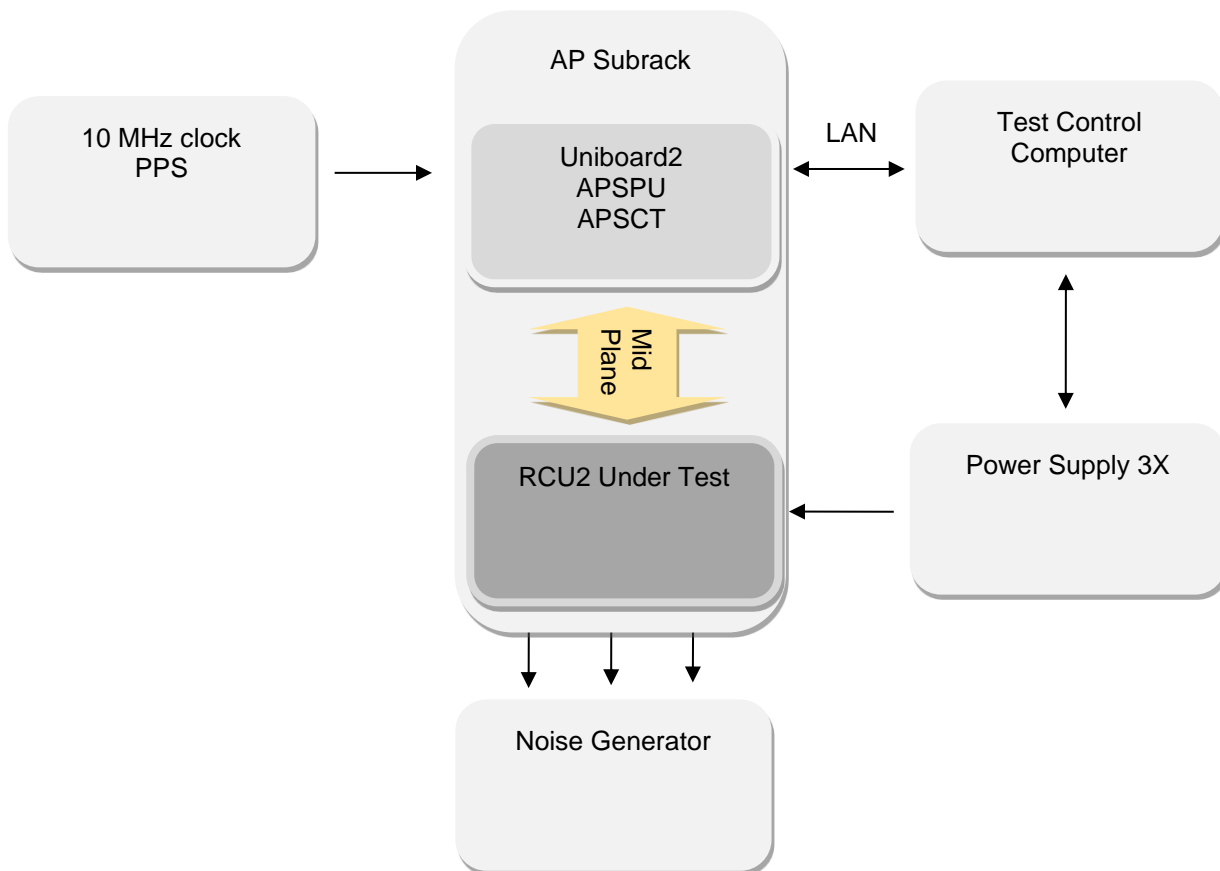 AP Subrack
10 MHz clock
PPS
Uniboard2
APSPU
APSCT
LAN
Test Control
Computer
Mid
Plane
RCU2 Under Test
Power Supply 3X
Noise Generator